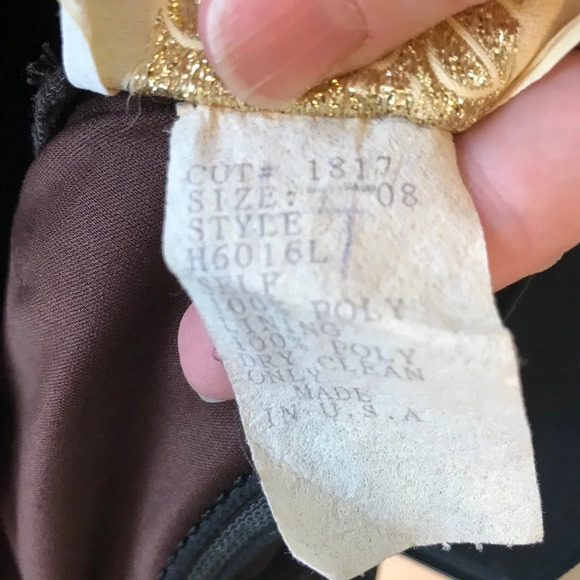 CUT# 1817
SIZE: 08
STYLE
H6016L
SELF
100% POLY
LINING
100% POLY
DRY CLEAN
ONLY
MADE
IN U.S.A